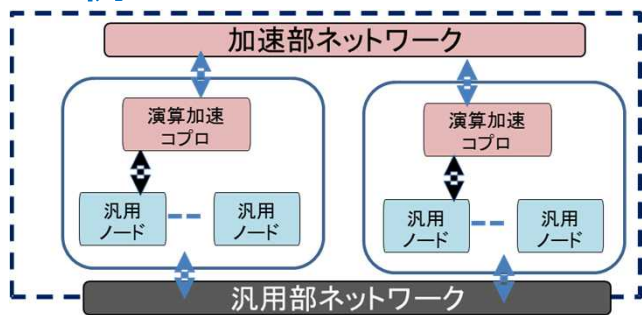 加速部ネットワーク
演算加速
コプロ
演算加速
コプロ
汎用
ノード
汎用
ノード
汎用
ノード
汎用
ノード
汎用部ネットワーク